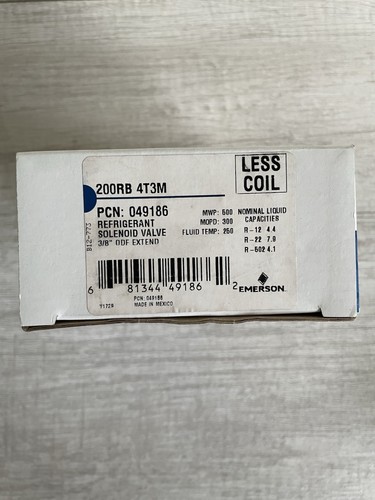 LESS
COIL
200RB 4T3M
PCN: 049186
REFRIGERANT
SOLENOID VALVE
3/8" ODF EXTEND
MWP: 500
MOPD: 300
FLUID TEMP: 250
NOMINAL LIQUID
CAPACITIES
R-12 4.4
R-22 7.0
R-502 4.1
B12-773
6 81344 49186 2
EMERSON
PCN: 049186
MADE IN MEXICO